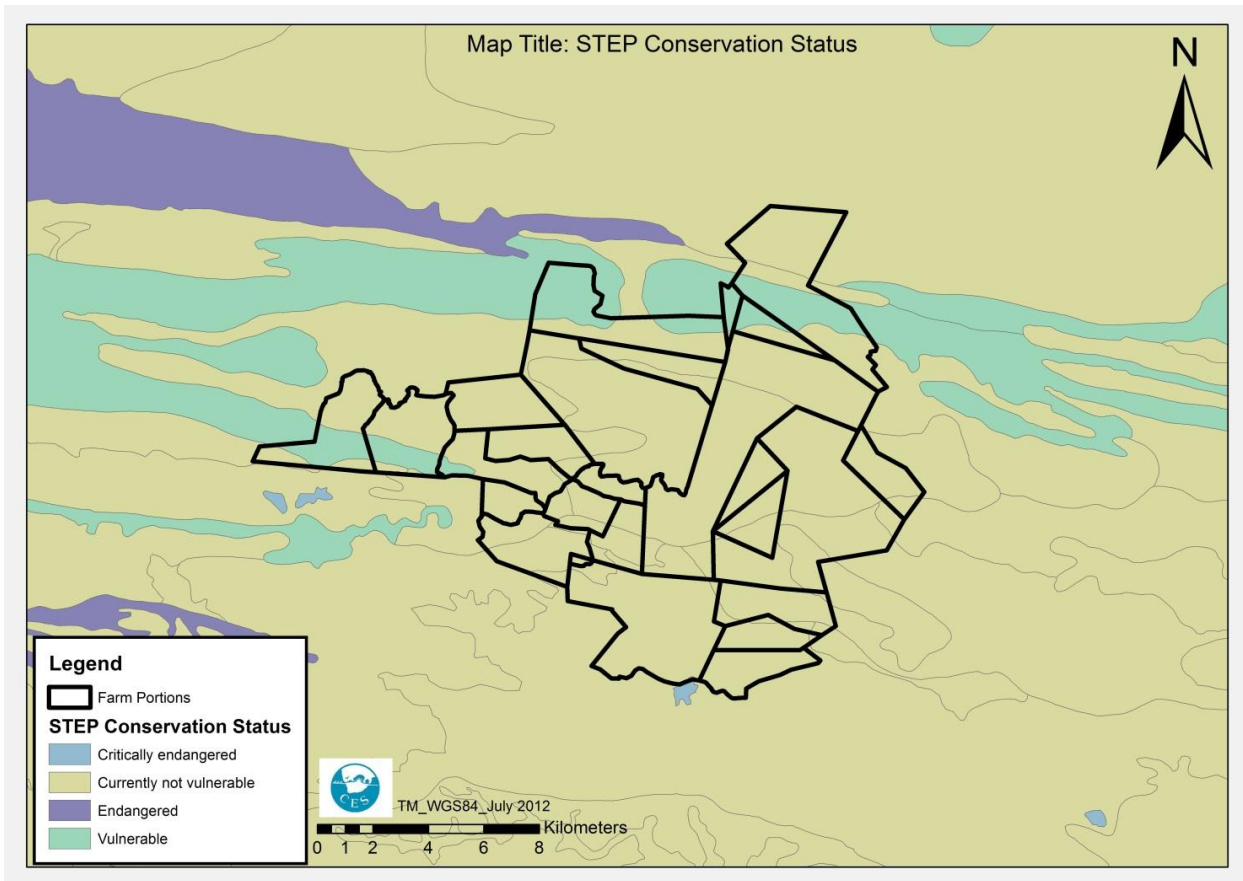 Map Title: STEP Conservation Status
N
Legend
Farm Portions
STEP Conservation Status
Critically endangered
Currently not vulnerable
Endangered
Vulnerable
CES
TM_WGS84_July 2012
Kilometers
0 1 2 4 6 8